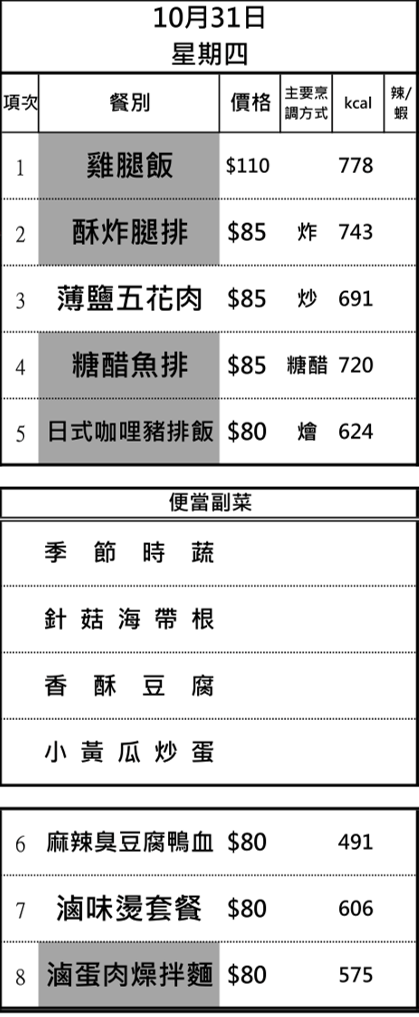 10月31日
星期四
項次 餐別 價格 主要烹調方式 kcal 辣/蝦
1 雞腿飯 $110 778
2 酥炸腿排 $85 炸 743
3 薄鹽五花肉 $85 炒 691
4 糖醋魚排 $85 糖醋 720
5 日式咖哩豬排飯 $80 燴 624
便當副菜
季節時蔬
針菇海帶根
香酥豆腐
小黃瓜炒蛋
6 麻辣臭豆腐鴨血 $80 491
7 滷味燙套餐 $80 606
8 滷蛋肉燥拌麵 $80 575